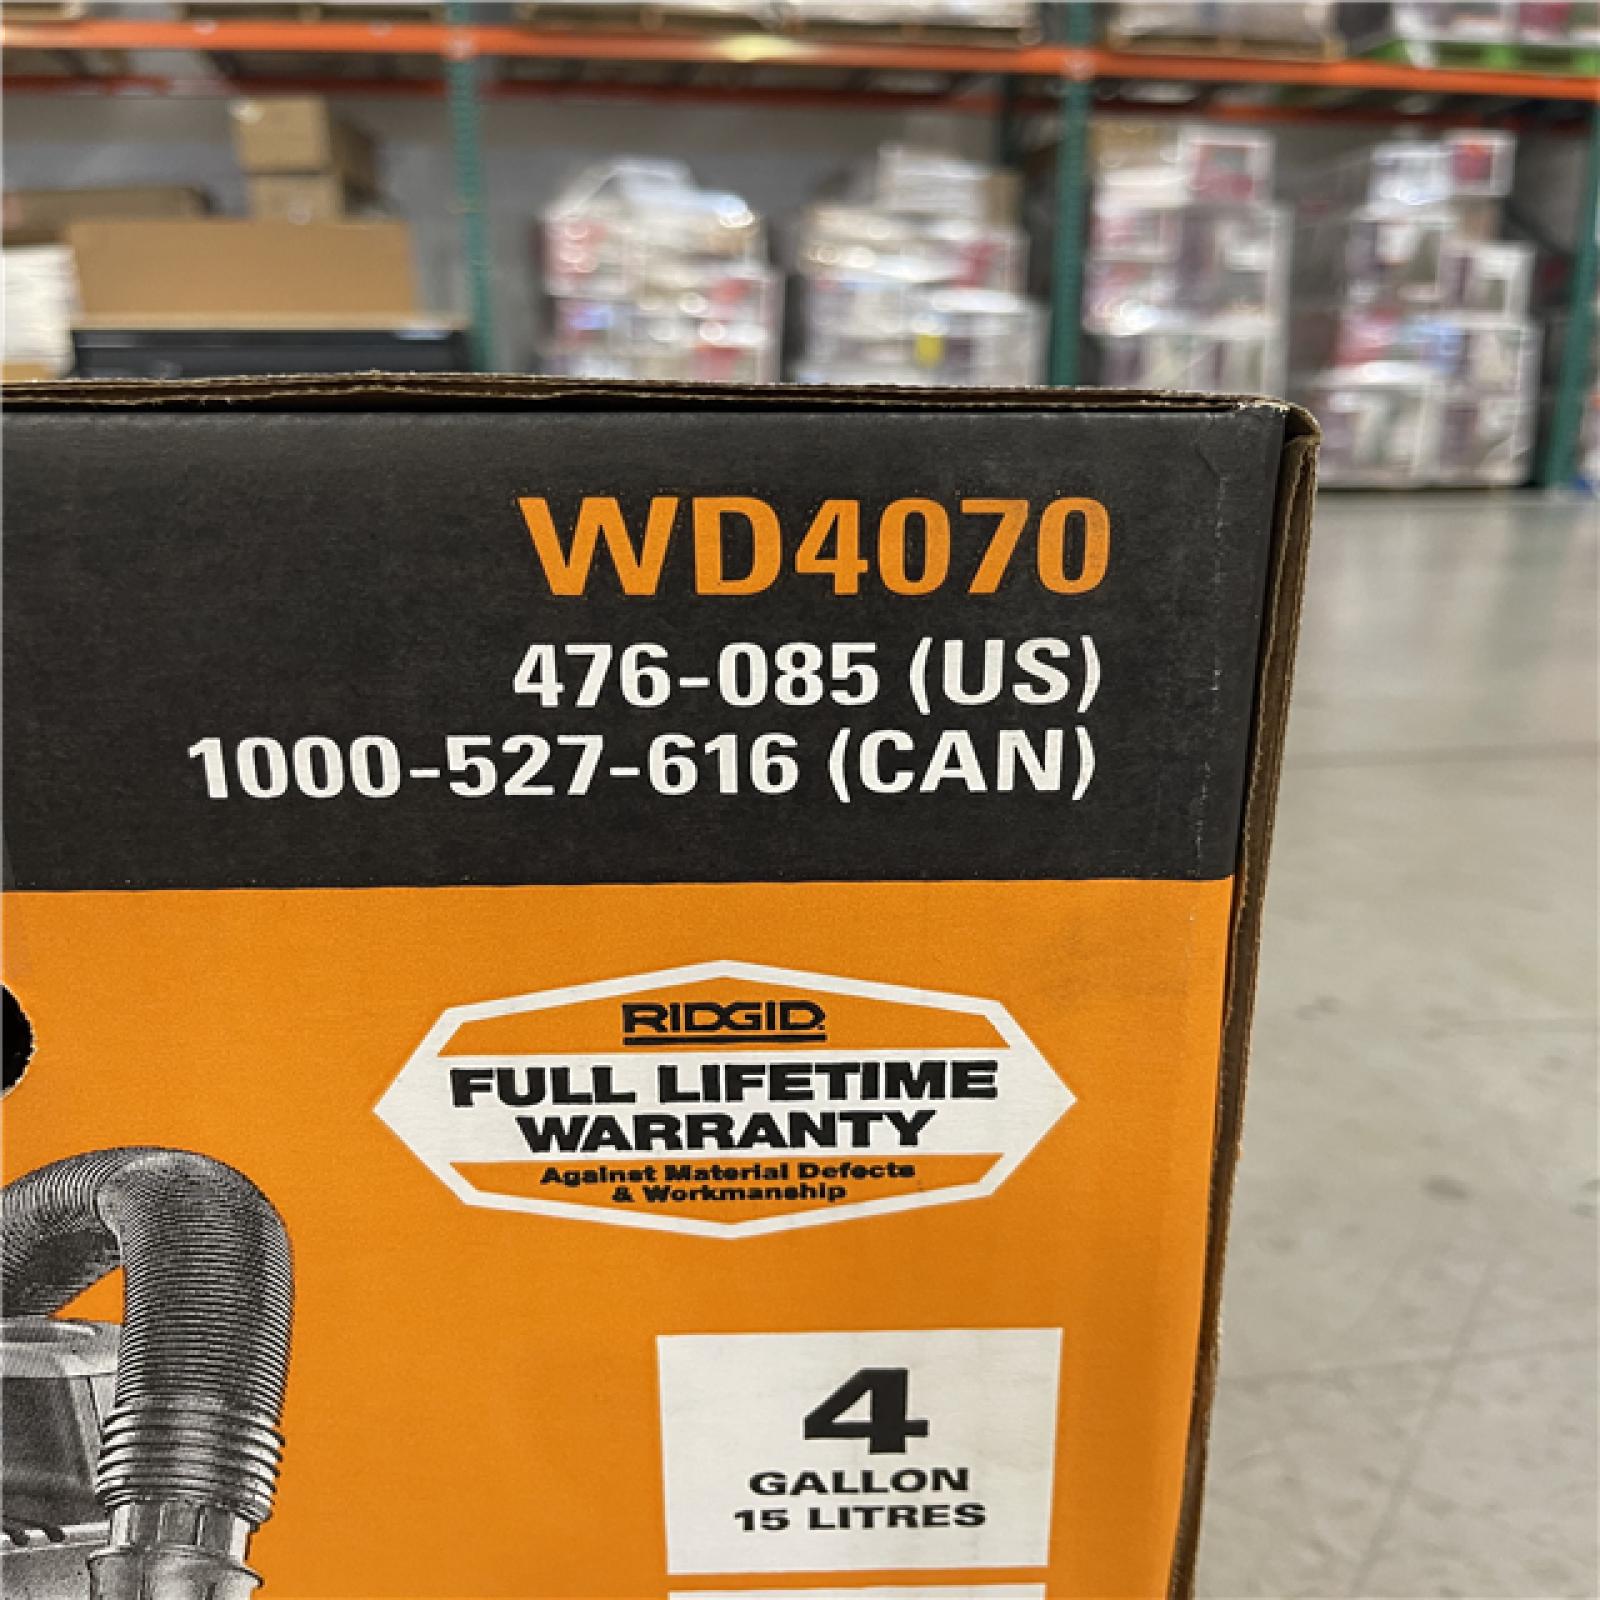 WD4070
476-085 (US)
1000-527-616 (CAN)
RIDGID
FULL LIFETIME
WARRANTY
Against Material Defects
& Workmanship
4
GALLON
15 LITRES